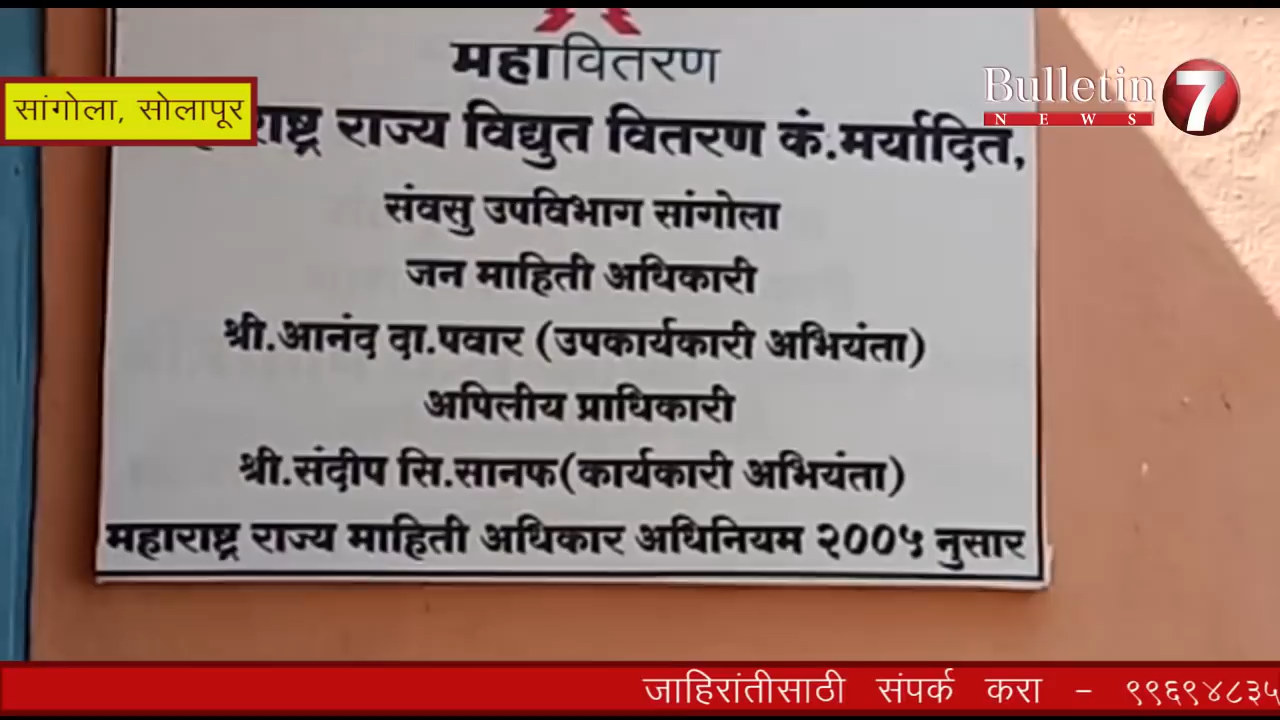 महावितरण
Bulletin 7
NEWS
सांगोला, सोलापूर
राष्ट्र राज्य विद्युत वितरण कं.मर्यादित,
संवसु उपविभाग सांगोला
जन माहिती अधिकारी
श्री.आनंद दा.पवार (उपकार्यकारी अभियंता)
अपिलीय प्राधिकारी
श्री.संदीप सि.सानफ(कार्यकारी अभियंता)
महाराष्ट्र राज्य माहिती अधिकार अधिनियम २००५ नुसार
जाहिरांतीसाठी संपर्क करा - ९९६९४८३५